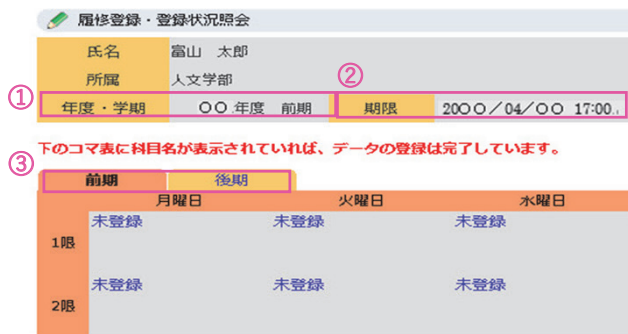 履修登録・登録状況照会
氏名 富山 太郎
所属 人文学部
②
① 年度・学期 〇〇年度 前期 期限 20〇〇/04/〇〇 17:00
下のコマ表に科目名が表示されていれば、データの登録は完了しています。
③ 前期 後期
月曜日 火曜日 水曜日
未登録 未登録 未登録
1限
未登録 未登録 未登録
2限